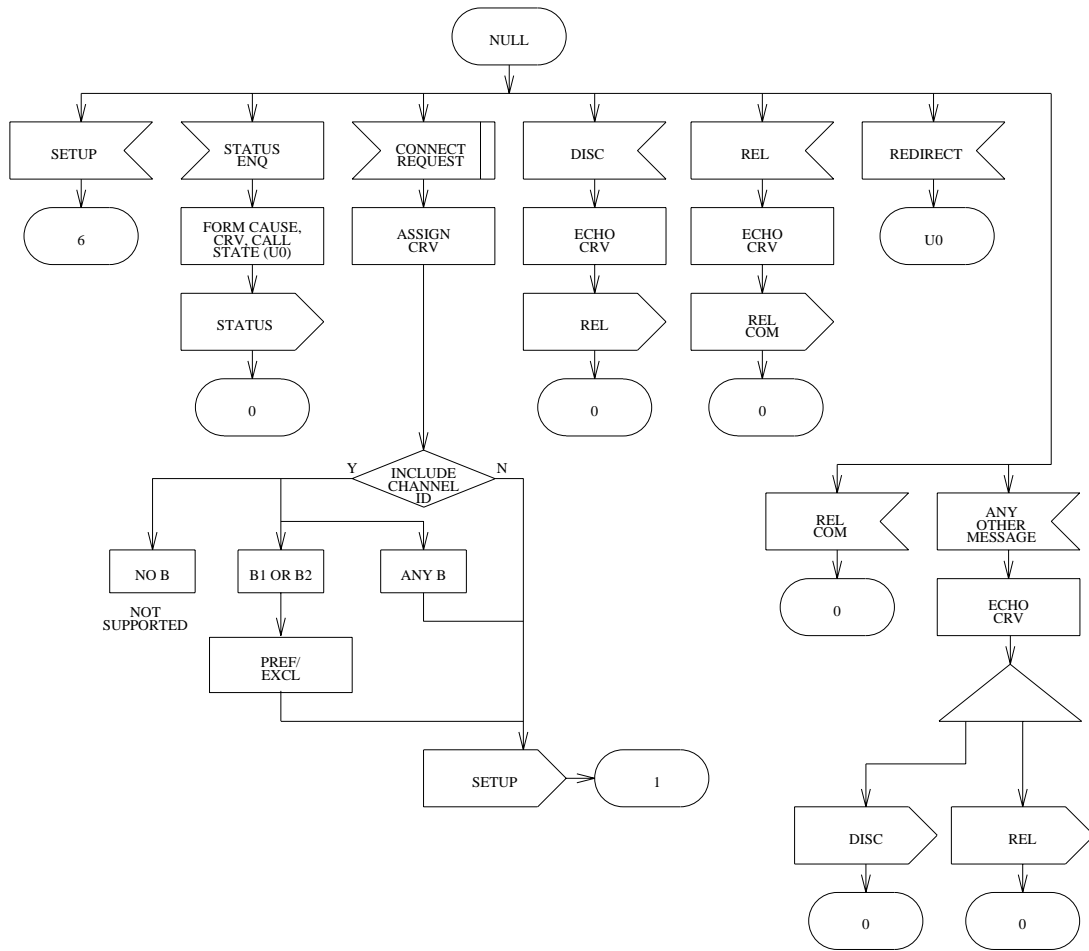 NULL
SETUP
STATUS
ENQ
CONNECT
REQUEST
DISC
REL
REDIRECT
6
FORM CAUSE,
CRV, CALL
STATE (U0)
ASSIGN
CRV
ECHO
CRV
ECHO
CRV
U0
STATUS
REL
REL
COM
0
0
0
Y
INCLUDE
CHANNEL
ID
N
REL
COM
ANY
OTHER
MESSAGE
NO B
B1 OR B2
ANY B
NOT
SUPPORTED
0
ECHO
CRV
PREF/
EXCL
SETUP
1
DISC
REL
0
0